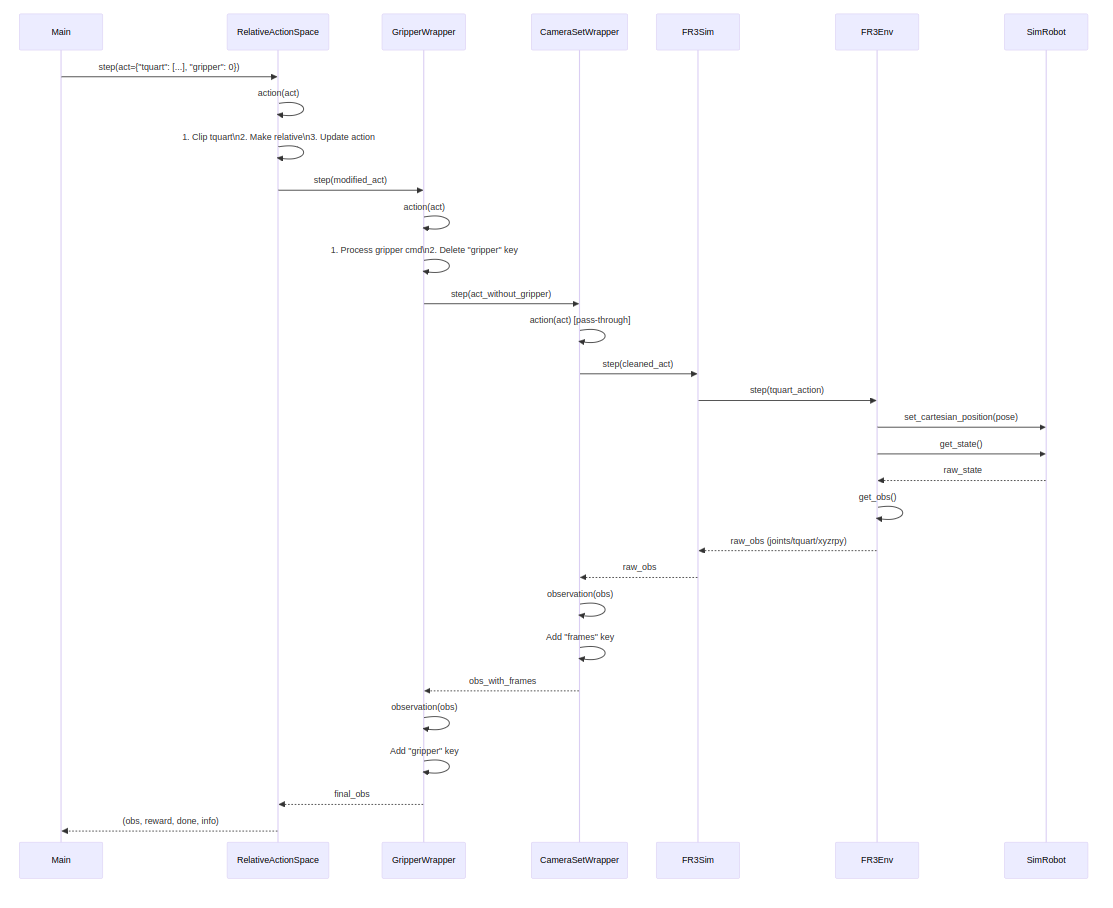 Main RelativeActionSpace GripperWrapper CameraSetWrapper FR3Sim FR3Env SimRobot
step(act={"tquart": [...], "gripper": 0})
action(act)
1. Clip tquart\n2. Make relative\n3. Update action
step(modified_act)
action(act)
1. Process gripper cmd\n2. Delete "gripper" key
step(act_without_gripper)
action(act) [pass-through]
step(cleaned_act)
step(tquart_action)
set_cartesian_position(pose)
get_state()
raw_state
get_obs()
raw_obs (joints/tquart/xyzrpy)
raw_obs
observation(obs)
Add "frames" key
obs_with_frames
observation(obs)
Add "gripper" key
final_obs
(obs, reward, done, info)
Main RelativeActionSpace GripperWrapper CameraSetWrapper FR3Sim FR3Env SimRobot